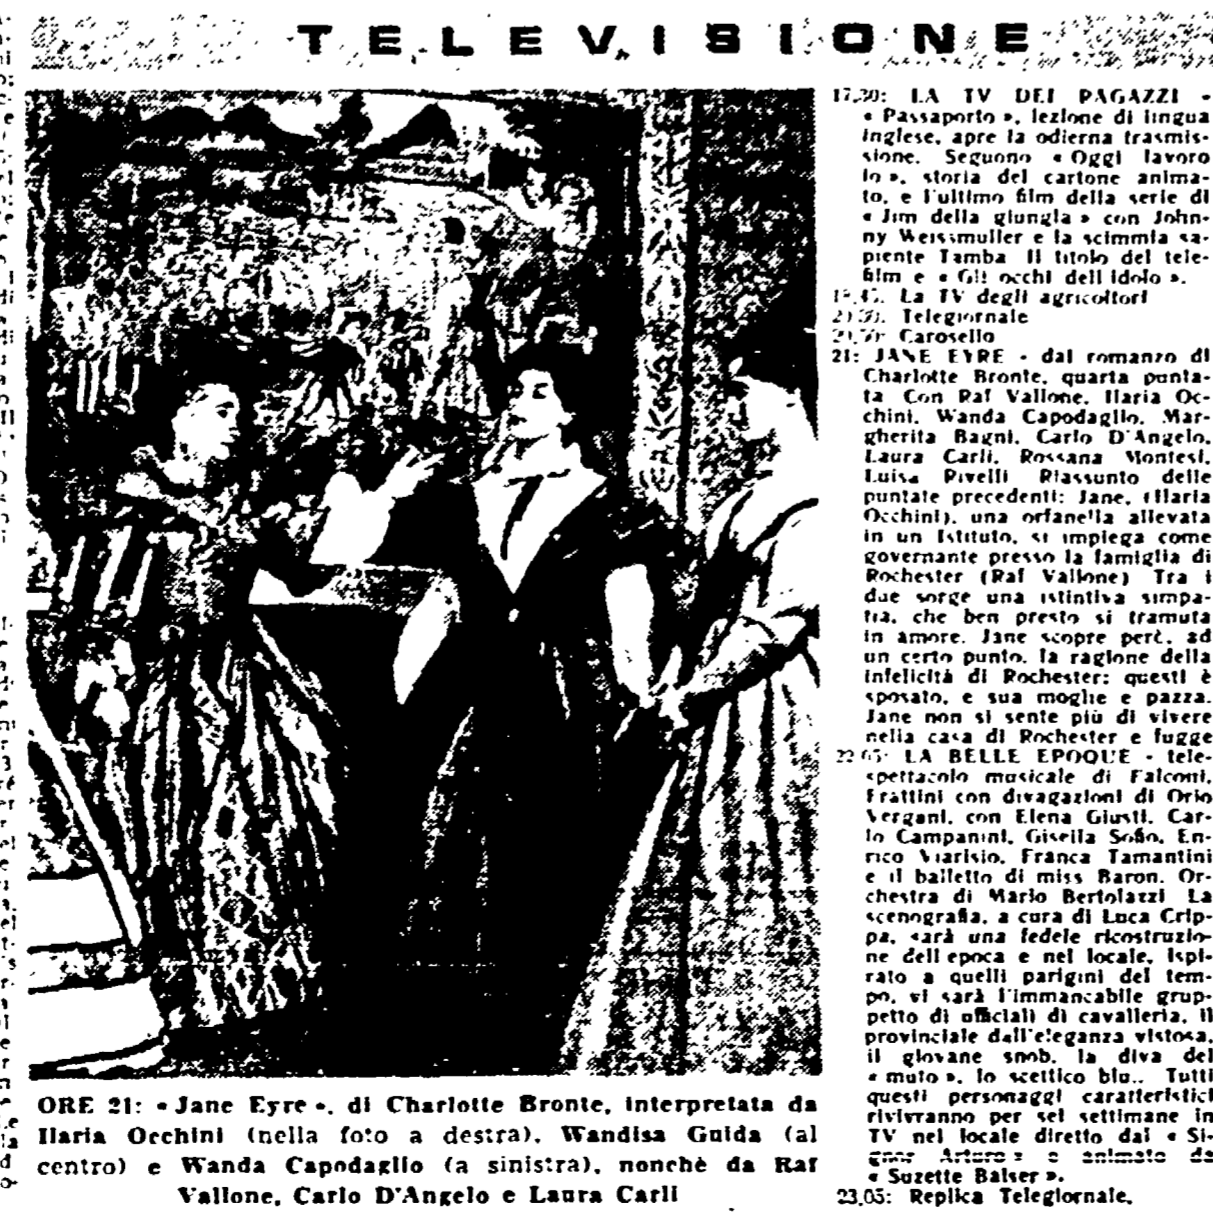 TELEVISIONE
ORE 21: « Jane Eyre », di Charlotte Bronte, interpretata da
Ilaria Occhini (nella foto a destra), Wandisa Guida (al
centro) e Wanda Capodaglio (a sinistra), nonchè da Raf
Vallone, Carlo D'Angelo e Laura Carli
17,30: LA TV DEI RAGAZZI -
« Passaporto », lezione di lingua
inglese, apre la odierna trasmis-
sione. Seguono « Oggi lavoro
io », storia del cartone anima-
to, e l'ultimo film della serie di
« Jim della giungla » con John-
ny Weissmuller e la scimmia sa-
piente Tamba Il titolo del tele-
film e « Gli occhi dell'idolo ».
La TV degli agricoltori
Telegiornale
Carosello
21: JANE EYRE - dal romanzo di
Charlotte Bronte, quarta punta-
ta Con Raf Vallone, Ilaria Oc-
chini, Wanda Capodaglio, Mar-
gherita Bagni, Carlo D'Angelo,
Laura Carli, Rossana Montesi,
Luisa Rivelli Riassunto delle
puntate precedenti: Jane, (Ilaria
Occhini), una orfanella allevata
in un Istituto, si impiega come
governante presso la famiglia di
Rochester (Raf Vallone) Tra i
due sorge una istintiva simpa-
tia, che ben presto si tramuta
in amore. Jane scopre però, ad
un certo punto, la ragione della
infelicità di Rochester: questi è
sposato, e sua moglie e pazza.
Jane non si sente più di vivere
nella casa di Rochester e fugge
22,05: LA BELLE EPOQUE - tele-
spettacolo musicale di Falconi,
Frattini con divagazioni di Orio
Vergani, con Elena Giusti, Car-
lo Campanini, Gisella Sofio, En-
rico Viarisio, Franca Tamantini
e il balletto di miss Baron. Or-
chestra di Mario Bertolazzi La
scenografia, a cura di Luca Crip-
pa, sarà una fedele ricostruzio-
ne dell'epoca e nel locale, ispi-
rato a quelli parigini del tem-
po, vi sarà l'immancabile grup-
petto di ufficiali di cavalleria, il
provinciale dall'eleganza vistosa,
il giovane snob, la diva del
« muto », lo scettico blu.. Tutti
questi personaggi caratteristici
rivivranno per sei settimane in
TV nel locale diretto dal « Si-
gnor Arturo » e animato da
« Suzette Balser ».
23,05: Replica Telegiornale.